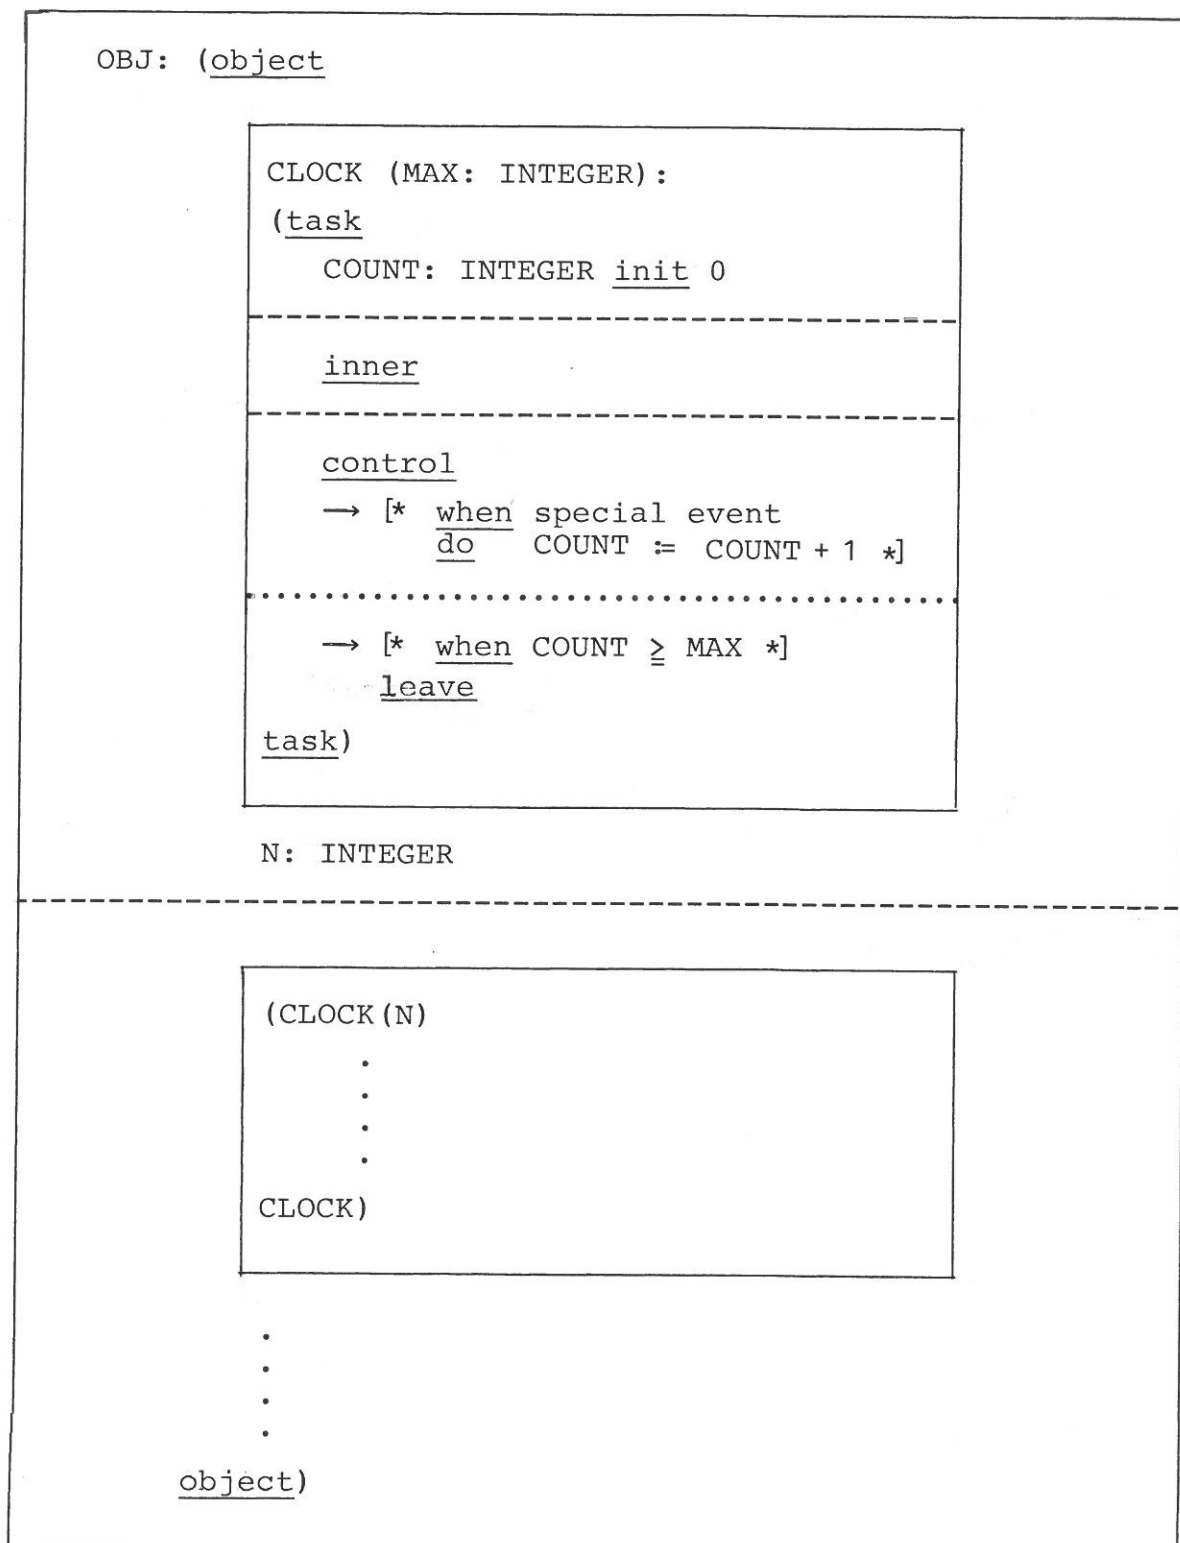 OBJ: (object
CLOCK (MAX: INTEGER):
(task
COUNT: INTEGER init 0
inner
control
→ [* when special event
do COUNT := COUNT + 1 *]
→ [* when COUNT ≧ MAX *]
leave
task)
N: INTEGER
(CLOCK(N)
.
.
.
.
CLOCK)
.
.
.
.
object)